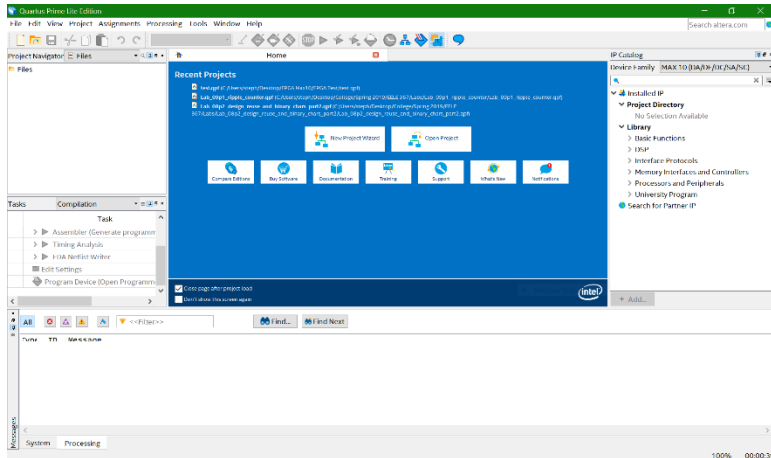 Quartus Prime Lite Edition
File Edit View Project Assignments Processing Tools Window Help
Search altera.com
Project Navigator Files
Home
IP Catalog
Files
Device Family MAX 10 (DA/DF/DC/SA/SC)
Recent Projects
Installed IP
Project Directory
No Selection Available
Library
Basic Functions
DSP
Interface Protocols
Memory Interfaces and Controllers
Processors and Peripherals
University Program
Search for Partner IP
New Project Wizard
Open Project
Compare Editions
Buy Software
Documentation
Training
Support
What's New
Notifications
Tasks Compilation
Task
Assembler (Generate programm
Timing Analysis
EDA Netlist Writer
Edit Settings
Program Device (Open Programm
Close page after project load
Don't show this screen again
intel
+ Add...
All
<<Filter>>
Find...
Find Next
Type ID Message
Messages
System Processing
100% 00:00:3